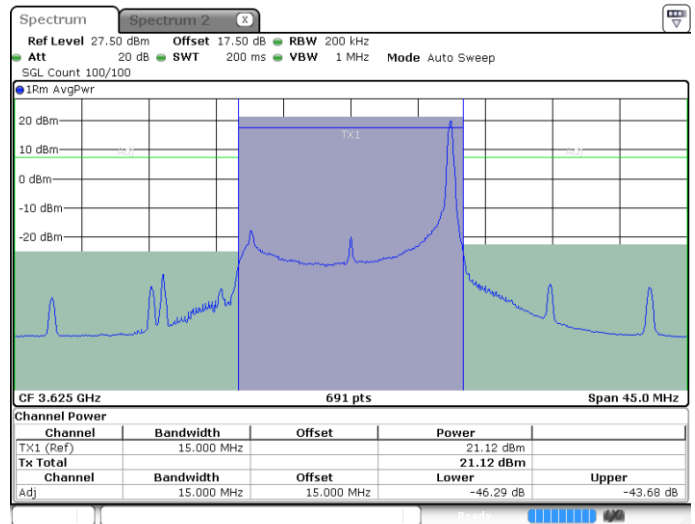 Spectrum Spectrum 2 X
Ref Level 27.50 dBm Offset 17.50 dB RBW 200 kHz
Att 20 dB SWT 200 ms VBW 1 MHz Mode Auto Sweep
SGL Count 100/100
1Rm AvgPwr
20 dBm
TX1
10 dBm
Adj Adj
0 dBm
-10 dBm
-20 dBm
CF 3.625 GHz 691 pts Span 45.0 MHz
Channel Power
Channel Bandwidth Offset Power
TX1 (Ref) 15.000 MHz 21.12 dBm
Tx Total 21.12 dBm
Channel Bandwidth Offset Lower Upper
Adj 15.000 MHz 15.000 MHz -46.29 dB -43.68 dB
Ready